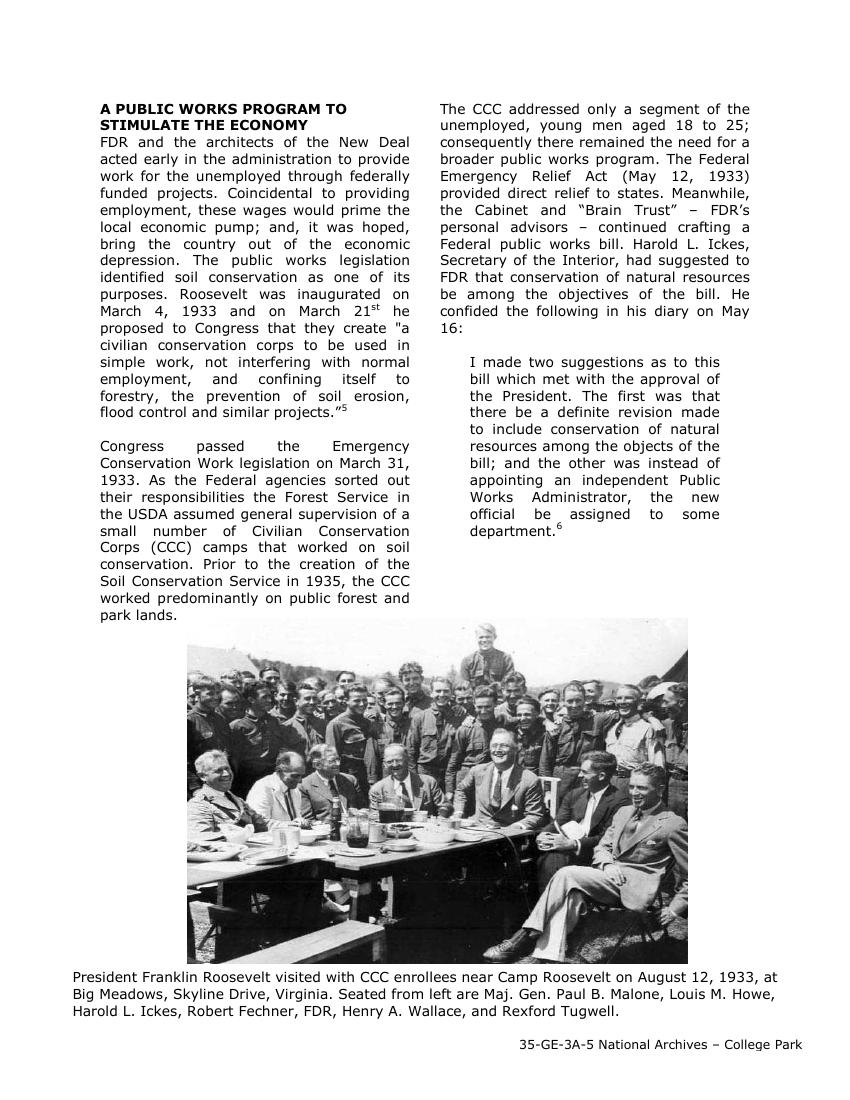 A PUBLIC WORKS PROGRAM TO
STIMULATE THE ECONOMY
FDR and the architects of the New Deal
acted early in the administration to provide
work for the unemployed through federally
funded projects. Coincidental to providing
employment, these wages would prime the
local economic pump; and, it was hoped,
bring the country out of the economic
depression. The public works legislation
identified soil conservation as one of its
purposes. Roosevelt was inaugurated on
March 4, 1933 and on March 21st he
proposed to Congress that they create "a
civilian conservation corps to be used in
simple work, not interfering with normal
employment, and confining itself to
forestry, the prevention of soil erosion,
flood control and similar projects.”5
Congress passed the Emergency
Conservation Work legislation on March 31,
1933. As the Federal agencies sorted out
their responsibilities the Forest Service in
the USDA assumed general supervision of a
small number of Civilian Conservation
Corps (CCC) camps that worked on soil
conservation. Prior to the creation of the
Soil Conservation Service in 1935, the CCC
worked predominantly on public forest and
park lands.
The CCC addressed only a segment of the
unemployed, young men aged 18 to 25;
consequently there remained the need for a
broader public works program. The Federal
Emergency Relief Act (May 12, 1933)
provided direct relief to states. Meanwhile,
the Cabinet and “Brain Trust” – FDR’s
personal advisors – continued crafting a
Federal public works bill. Harold L. Ickes,
Secretary of the Interior, had suggested to
FDR that conservation of natural resources
be among the objectives of the bill. He
confided the following in his diary on May
16:
I made two suggestions as to this
bill which met with the approval of
the President. The first was that
there be a definite revision made
to include conservation of natural
resources among the objects of the
bill; and the other was instead of
appointing an independent Public
Works Administrator, the new
official be assigned to some
department.6
President Franklin Roosevelt visited with CCC enrollees near Camp Roosevelt on August 12, 1933, at
Big Meadows, Skyline Drive, Virginia. Seated from left are Maj. Gen. Paul B. Malone, Louis M. Howe,
Harold L. Ickes, Robert Fechner, FDR, Henry A. Wallace, and Rexford Tugwell.
35-GE-3A-5 National Archives – College Park